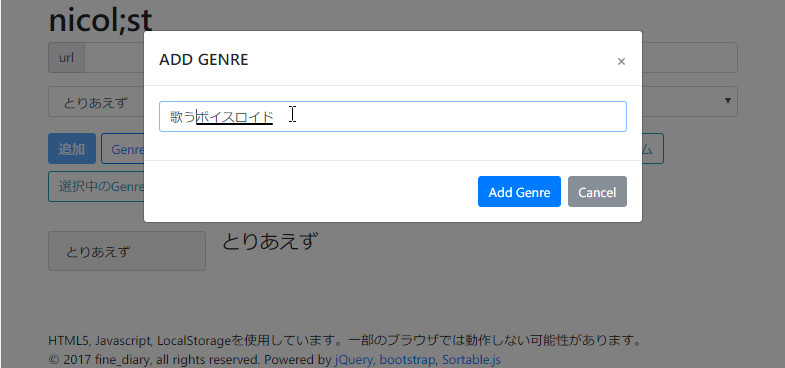 nicol;st
ADD GENRE ×
url
とりあえず ▼
歌うボイスロイド
追加 Genre ム
選択中のGenre
Add Genre Cancel
とりあえず とりあえず
HTML5, Javascript, LocalStorageを使用しています。一部のブラウザでは動作しない可能性があります。
© 2017 fine_diary, all rights reserved. Powered by jQuery, bootstrap, Sortable.js